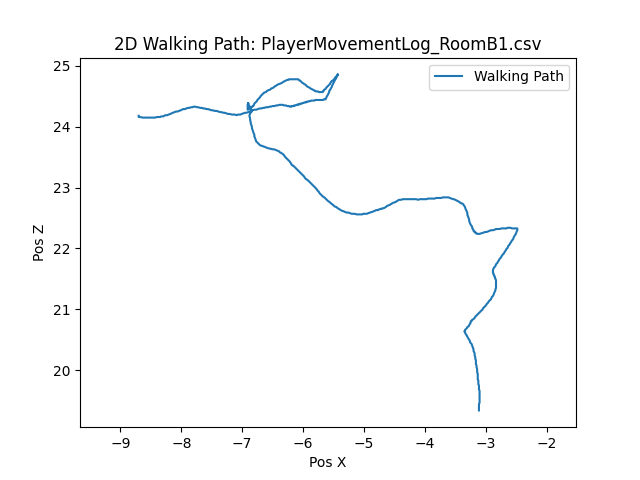 2D Walking Path: PlayerMovementLog_RoomB1.csv
Walking Path
25
24
23
22
21
20
Pos Z
−9 −8 −7 −6 −5 −4 −3 −2
Pos X